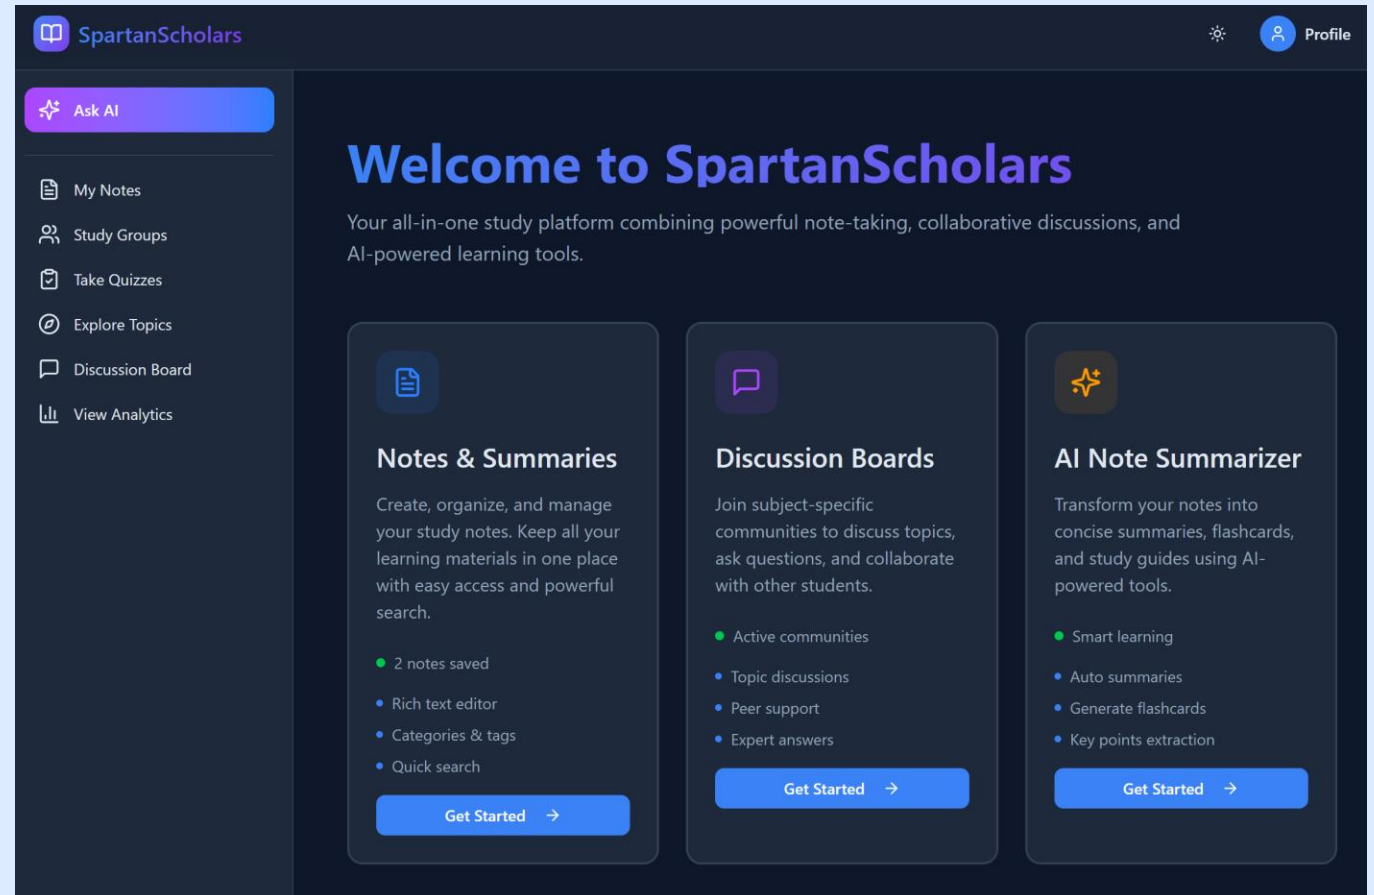 SpartanScholars
Profile
Ask AI
My Notes
Study Groups
Take Quizzes
Explore Topics
Discussion Board
View Analytics
Welcome to SpartanScholars
Your all-in-one study platform combining powerful note-taking, collaborative discussions, and
AI-powered learning tools.
Notes & Summaries
Create, organize, and manage
your study notes. Keep all your
learning materials in one place
with easy access and powerful
search.
2 notes saved
Rich text editor
Categories & tags
Quick search
Get Started
Discussion Boards
Join subject-specific
communities to discuss topics,
ask questions, and collaborate
with other students.
Active communities
Topic discussions
Peer support
Expert answers
Get Started
AI Note Summarizer
Transform your notes into
concise summaries, flashcards,
and study guides using AI-
powered tools.
Smart learning
Auto summaries
Generate flashcards
Key points extraction
Get Started